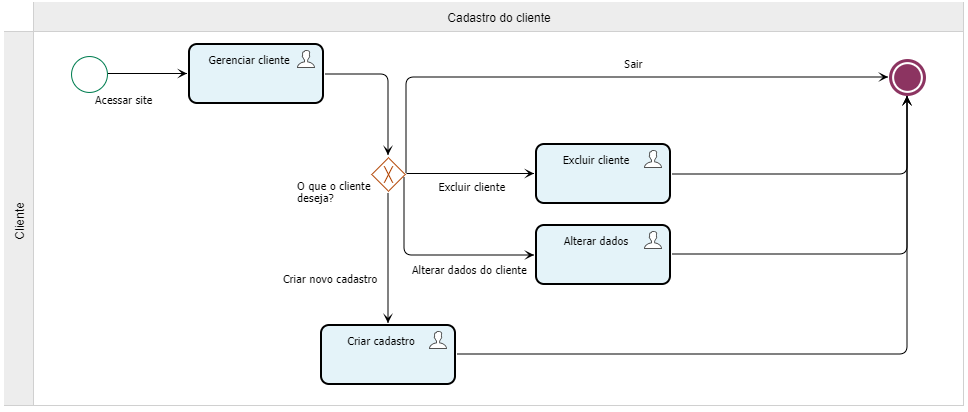 Cadastro do cliente
Cliente
Acessar site
Gerenciar cliente
Sair
O que o cliente
deseja?
Excluir cliente
Excluir cliente
Alterar dados do cliente
Alterar dados
Criar novo cadastro
Criar cadastro